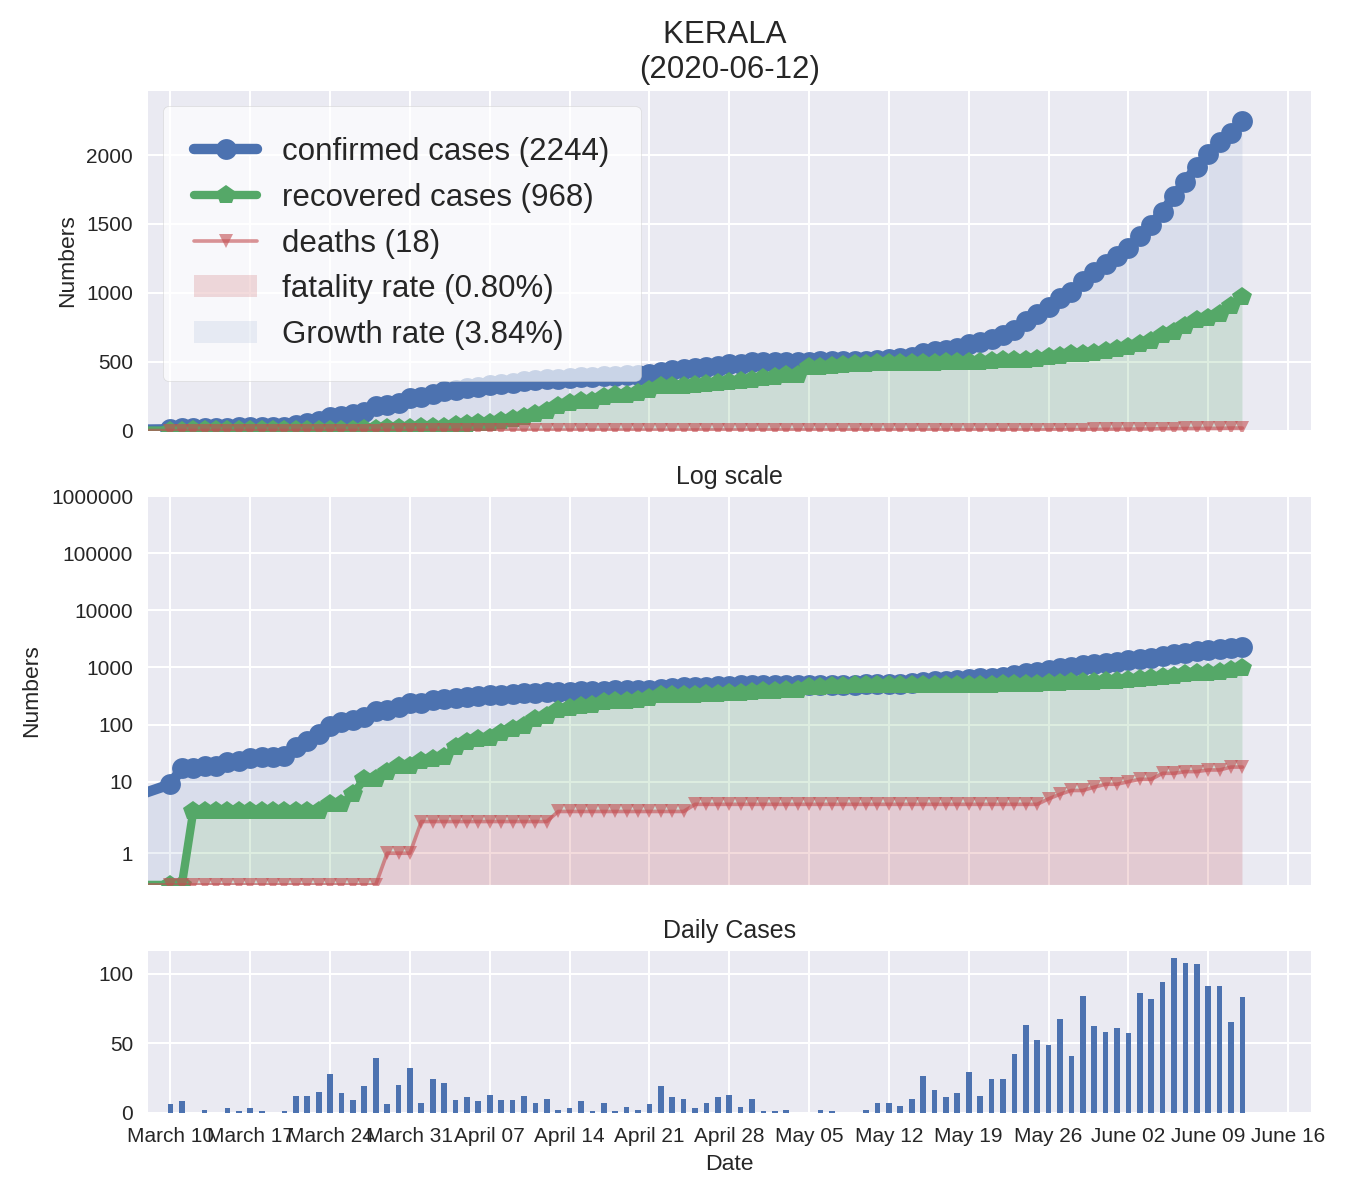 KERALA
(2020-06-12)
confirmed cases (2244)
recovered cases (968)
deaths (18)
fatality rate (0.80%)
Growth rate (3.84%)
Numbers
2000
1500
1000
500
0
Log scale
Numbers
1000000
100000
10000
1000
100
10
1
Daily Cases
100
50
0
March 10 March 17 March 24 March 31 April 07 April 14 April 21 April 28 May 05 May 12 May 19 May 26 June 02 June 09 June 16
Date